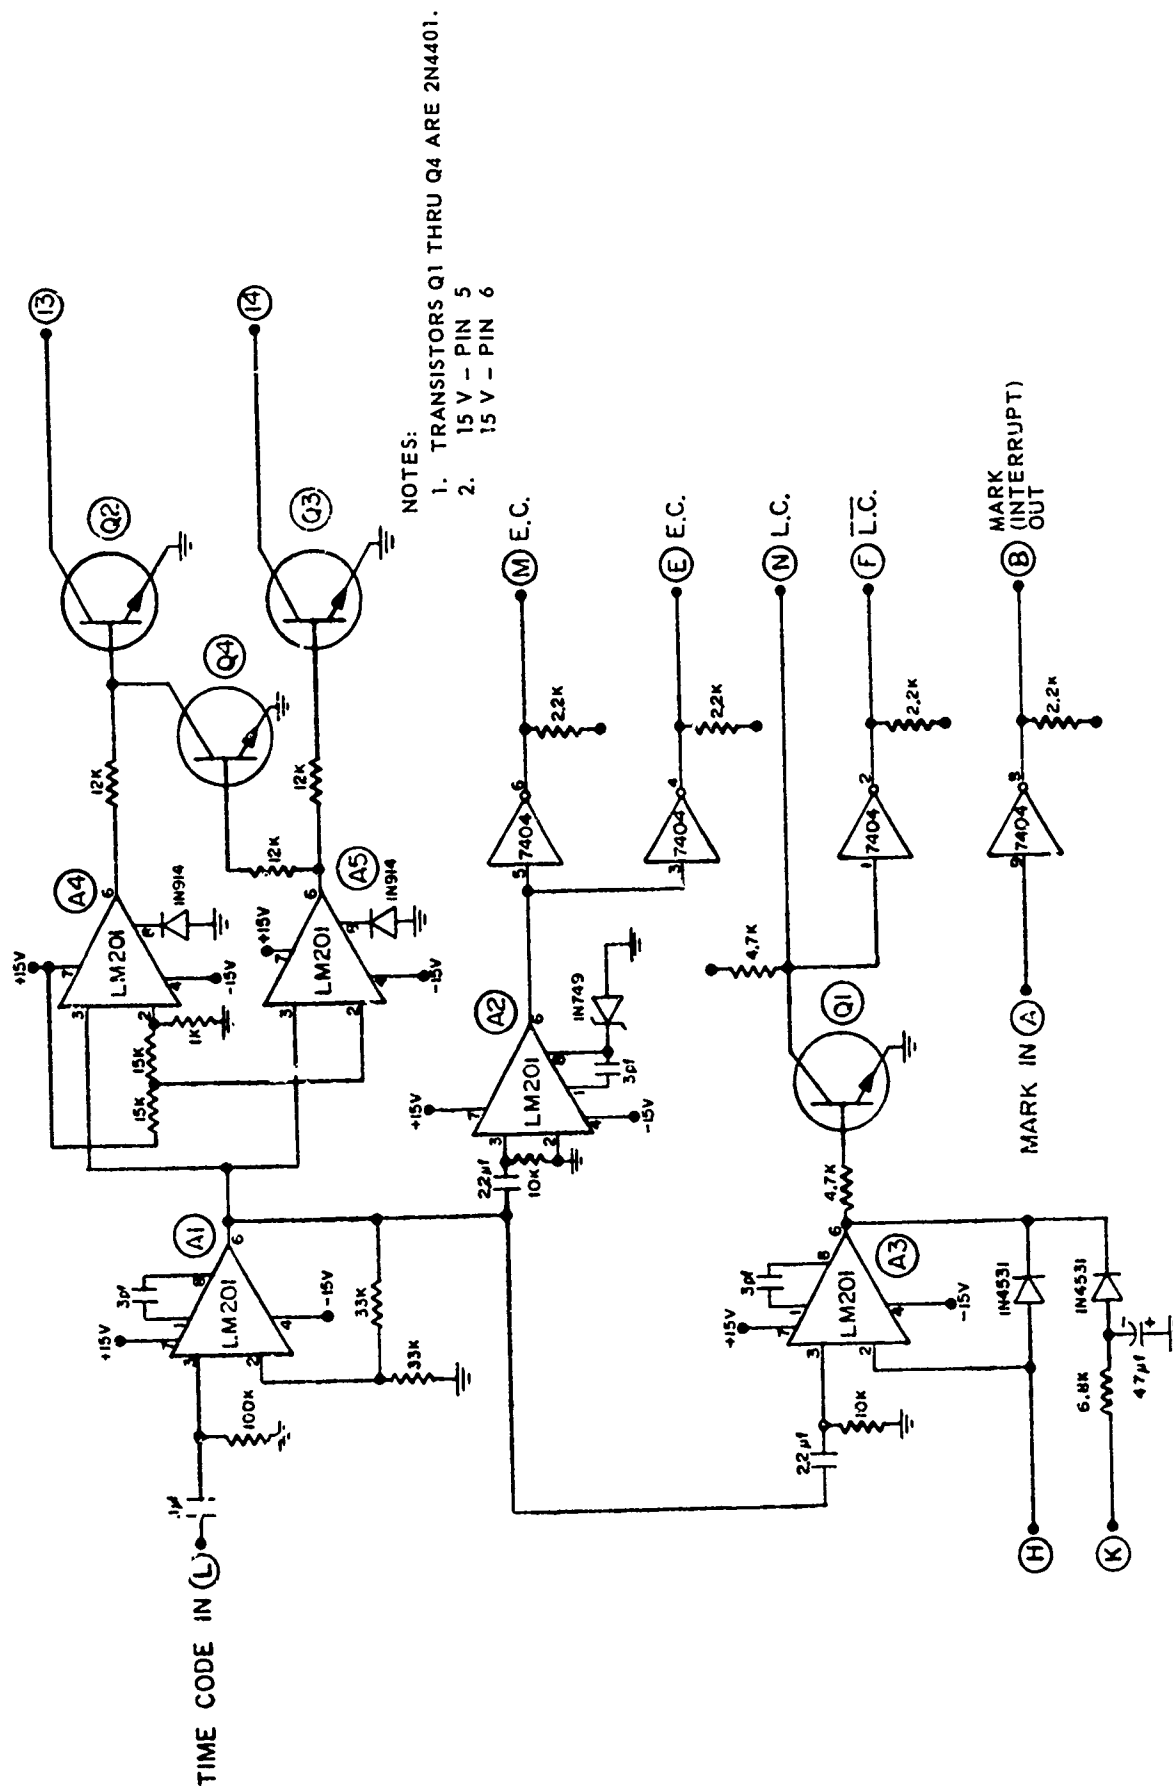 TIME CODE IN L
.1µf
100K
+15V
3pf
7
1
8
3
2
4
6
LM201
A1
-15V
33K
33K
+15V
7
3
2
4
8
6
LM201
A4
-15V
1N914
15K
15K
1K
12K
Q2
13
+15V
7
3
2
4
6
LM201
A5
-15V
1N914
12K
12K
Q4
Q3
14
NOTES:
1. TRANSISTORS Q1 THRU Q4 ARE 2N4401.
2. 15 V - PIN 5
15 V - PIN 6
2.2µf
10K
+15V
7
3
2
4
1
8
6
LM201
A2
-15V
3pf
1N749
5
7404
6
2.2K
M E.C.
3
7404
4
2.2K
E E.C.
2.2µf
10K
+15V
3pf
7
1
8
3
2
4
6
LM201
A3
-15V
4.7K
Q1
4.7K
N L.C.
1
7404
2
2.2K
F L.C.
1N4531
H
1N4531
6.8K
47µf
-
+
K
MARK IN A
9
7404
8
2.2K
B MARK
(INTERRUPT)
OUT